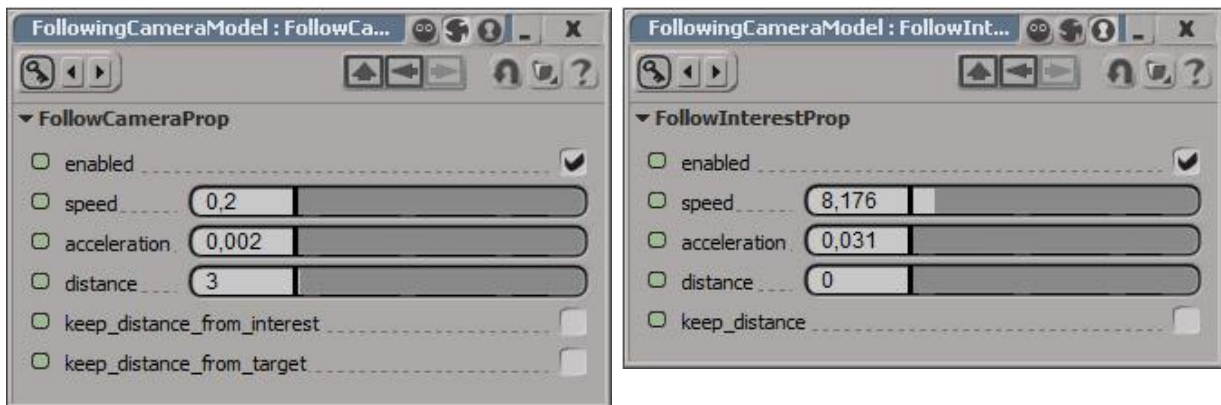 FollowingCameraModel : FollowCa...
FollowCameraProp
enabled
speed 0,2
acceleration 0,002
distance 3
keep_distance_from_interest
keep_distance_from_target
FollowingCameraModel : FollowInt...
FollowInterestProp
enabled
speed 8,176
acceleration 0,031
distance 0
keep_distance